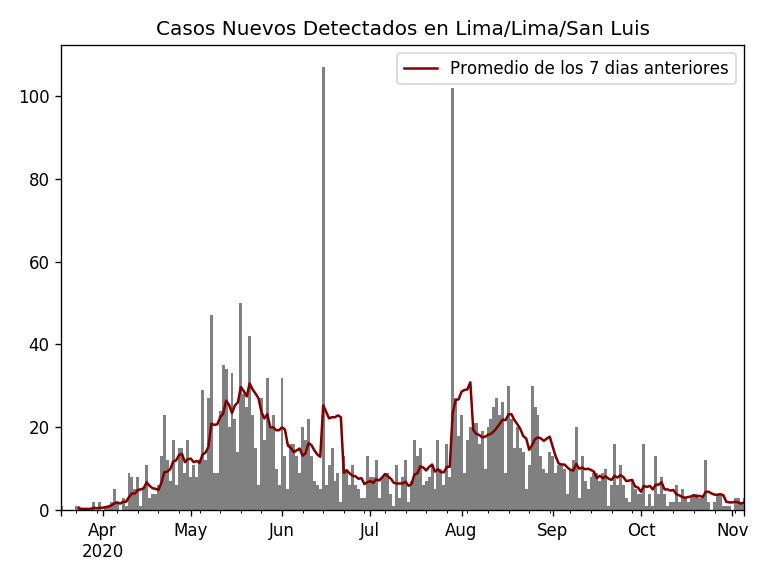 Casos Nuevos Detectados en Lima/Lima/San Luis
Promedio de los 7 dias anteriores
100
80
60
40
20
0
Apr May Jun Jul Aug Sep Oct Nov
2020